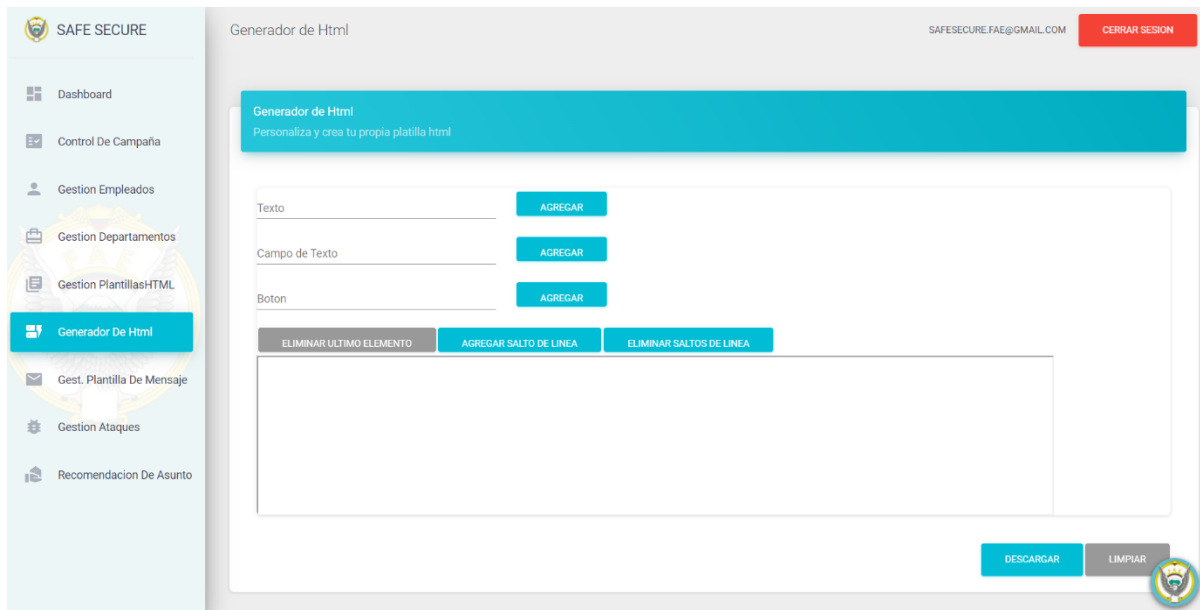 SAFE SECURE
Generador de Html
SAFESECURE.FAE@GMAIL.COM
CERRAR SESION
Dashboard
Control De Campaña
Gestion Empleados
Gestion Departamentos
Gestion PlantillasHTML
Generador De Html
Gest. Plantilla De Mensaje
Gestion Ataques
Recomendacion De Asunto
Generador de Html
Personaliza y crea tu propia platilla html
Texto
AGREGAR
Campo de Texto
AGREGAR
Boton
AGREGAR
ELIMINAR ULTIMO ELEMENTO
AGREGAR SALTO DE LINEA
ELIMINAR SALTOS DE LINEA
DESCARGAR
LIMPIAR
FAE